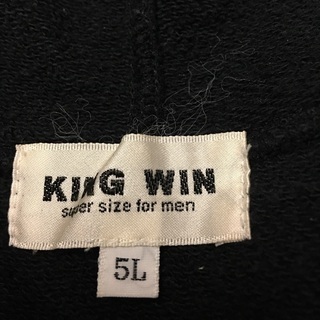 KING WIN
super size for men
5L